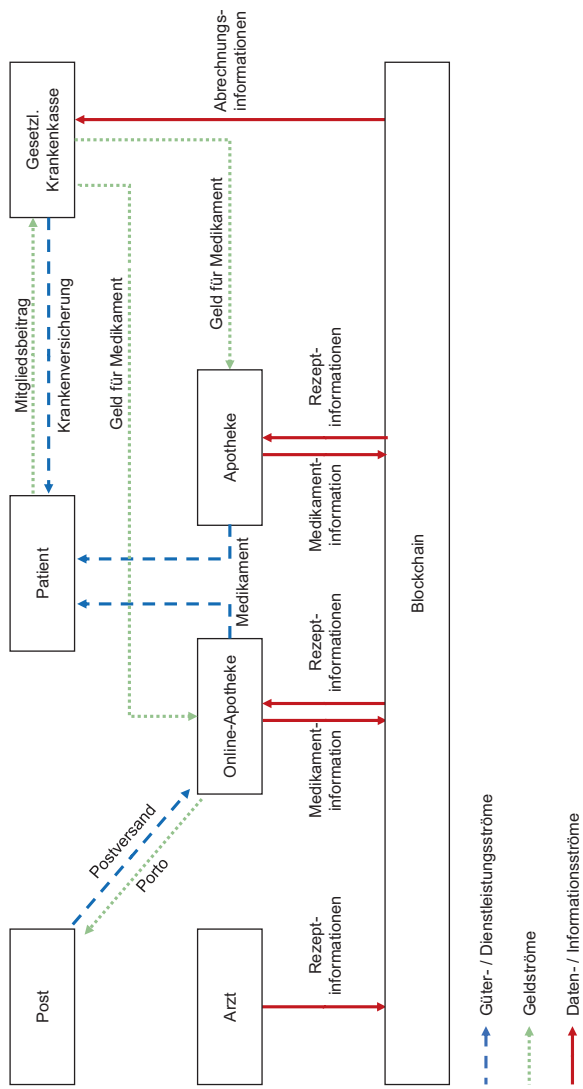 Post
Patient
Gesetzl.
Krankenkasse
Mitgliedsbeitrag
Krankenversicherung
Geld für Medikament
Geld für Medikament
Abrechnungs-
informationen
Postversand
Porto
Medikament
Arzt
Online-Apotheke
Apotheke
Rezept-
informationen
Medikament-
information
Rezept-
informationen
Medikament-
information
Rezept-
informationen
Blockchain
Güter- / Dienstleistungsströme
Geldströme
Daten- / Informationsströme